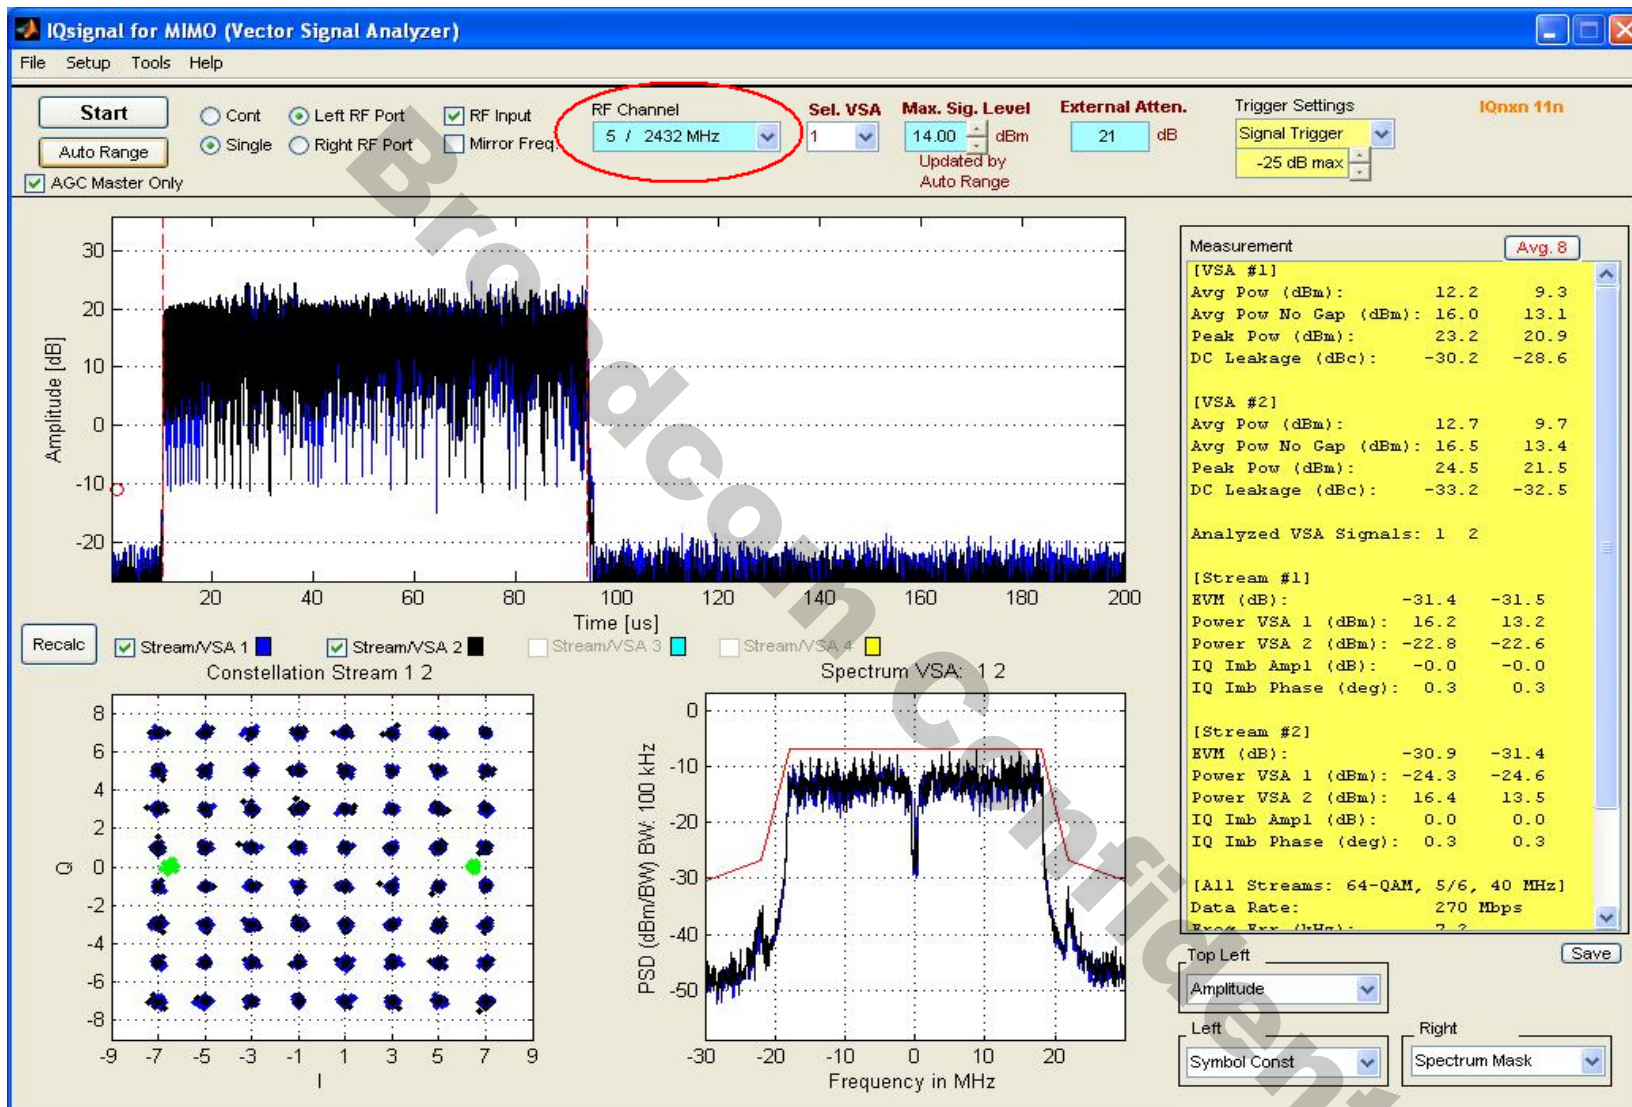 IQsignal for MIMO (Vector Signal Analyzer)
File Setup Tools Help
Start
Auto Range
AGC Master Only
Cont
Single
Left RF Port
Right RF Port
RF Input
Mirror Freq.
RF Channel
5 / 2432 MHz
Sel. VSA
1
Max. Sig. Level
14.00 dBm
Updated by
Auto Range
External Atten.
21 dB
Trigger Settings
Signal Trigger
-25 dB max
IQnxn 11n
Amplitude [dB]
30
20
10
0
-10
-20
20 40 60 80 100 120 140 160 180 200
Time [us]
Recalc
Stream/VSA 1 Stream/VSA 2 Stream/VSA 3 Stream/VSA 4
Constellation Stream 1 2
Q
8
6
4
2
0
-2
-4
-6
-8
-9 -7 -5 -3 -1 1 3 5 7 9
I
Spectrum VSA: 1 2
PSD (dBm/BW) BW: 100 kHz
0
-10
-20
-30
-40
-50
-30 -20 -10 0 10 20
Frequency in MHz
Measurement
Avg. 8
[VSA #1]
Avg Pow (dBm): 12.2 9.3
Avg Pow No Gap (dBm): 16.0 13.1
Peak Pow (dBm): 23.2 20.9
DC Leakage (dBc): -30.2 -28.6
[VSA #2]
Avg Pow (dBm): 12.7 9.7
Avg Pow No Gap (dBm): 16.5 13.4
Peak Pow (dBm): 24.5 21.5
DC Leakage (dBc): -33.2 -32.5
Analyzed VSA Signals: 1 2
[Stream #1]
EVM (dB): -31.4 -31.5
Power VSA 1 (dBm): 16.2 13.2
Power VSA 2 (dBm): -22.8 -22.6
IQ Imb Ampl (dB): -0.0 -0.0
IQ Imb Phase (deg): 0.3 0.3
[Stream #2]
EVM (dB): -30.9 -31.4
Power VSA 1 (dBm): -24.3 -24.6
Power VSA 2 (dBm): 16.4 13.5
IQ Imb Ampl (dB): 0.0 0.0
IQ Imb Phase (deg): 0.3 0.3
[All Streams: 64-QAM, 5/6, 40 MHz]
Data Rate: 270 Mbps
Freq Err (kHz):
Save
Top Left
Amplitude
Left
Symbol Const
Right
Spectrum Mask
Broadcom Confident